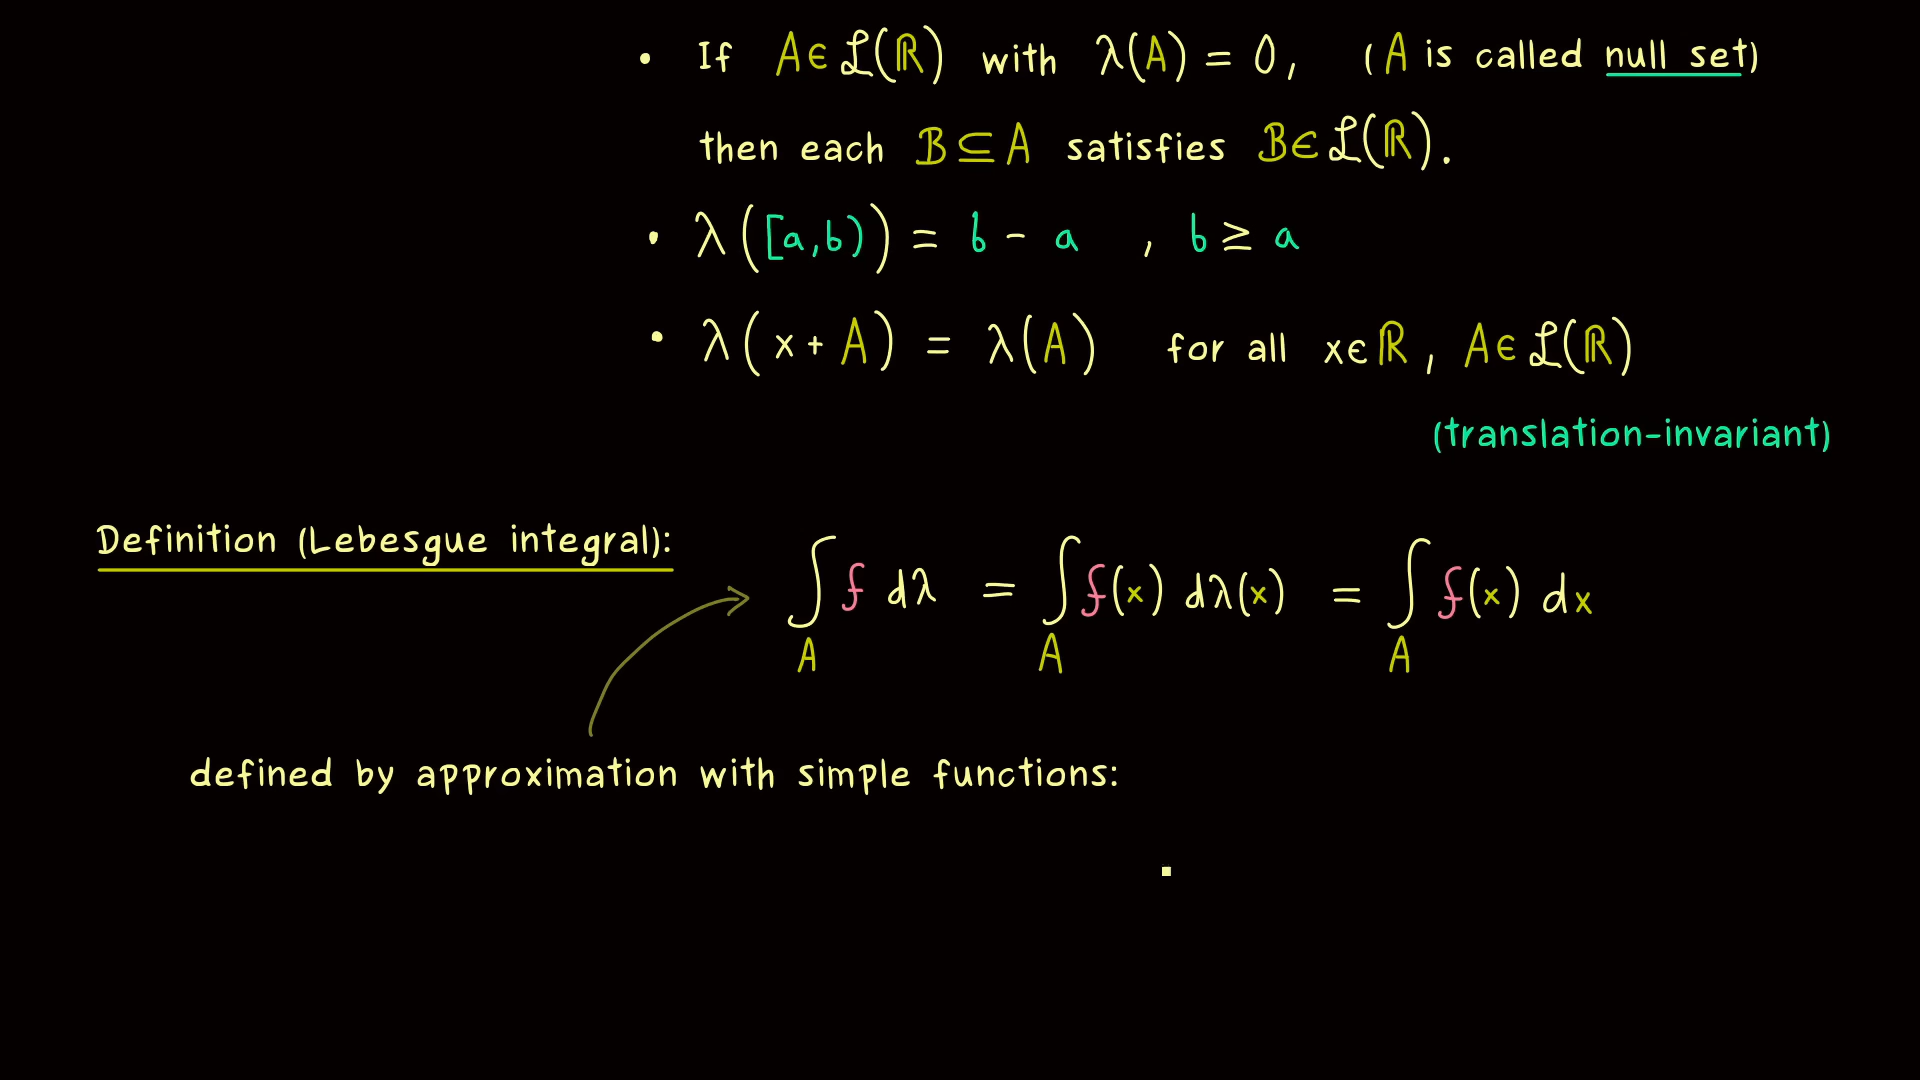 • If A ∈ ℒ(ℝ) with λ(A) = 0, (A is called null set)
then each B ⊆ A satisfies B ∈ ℒ(ℝ).
• λ([a,b)) = b - a , b ≥ a
• λ(x + A) = λ(A) for all x ∈ ℝ, A ∈ ℒ(ℝ)
(translation-invariant)
Definition (Lebesgue integral): ∫_A f dλ = ∫_A f(x) dλ(x) = ∫_A f(x) dx
defined by approximation with simple functions: